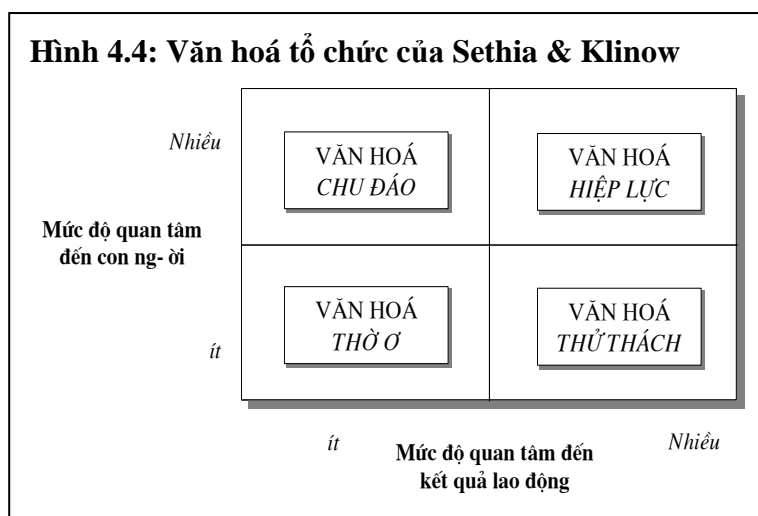 Hình 4.4: Văn hoá tổ chức của Sethia & Klinow
Nhiều
VĂN HOÁ
CHU ĐÁO
VĂN HOÁ
HIỆP LỰC
Mức độ quan tâm
đến con ng- ời
VĂN HOÁ
THỜ Ơ
VĂN HOÁ
THỬ THÁCH
ít
ít
Mức độ quan tâm đến
kết quả lao động
Nhiều